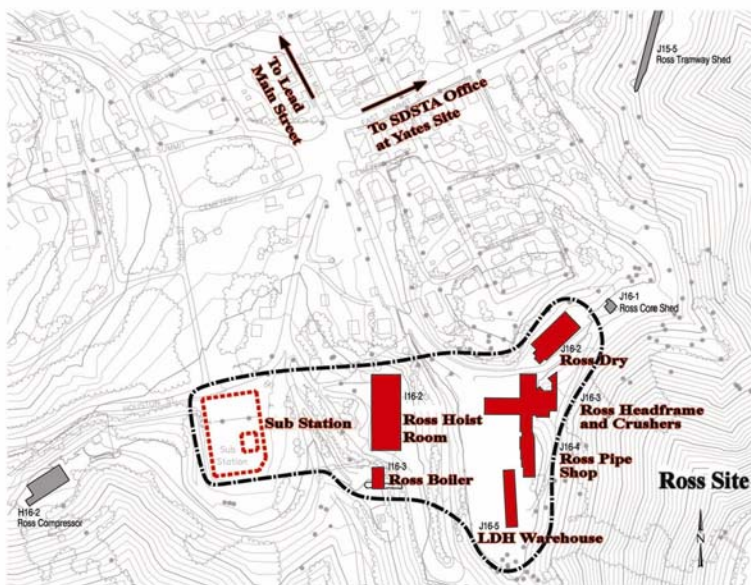 J15-5
Ross Tramway Shed
To Lead
Main Street
To SDSTA Office
at Yates Site
J16-1
Ross Core Shed
J16-2
Ross Dry
I16-2
Ross Hoist
Room
J16-3
Ross Headframe
and Crushers
Sub Station
Sub
Station
J16-4
Ross Pipe
Shop
I16-3
Ross Boiler
Ross Site
H16-2
Ross Compressor
J16-5
LDH Warehouse
N